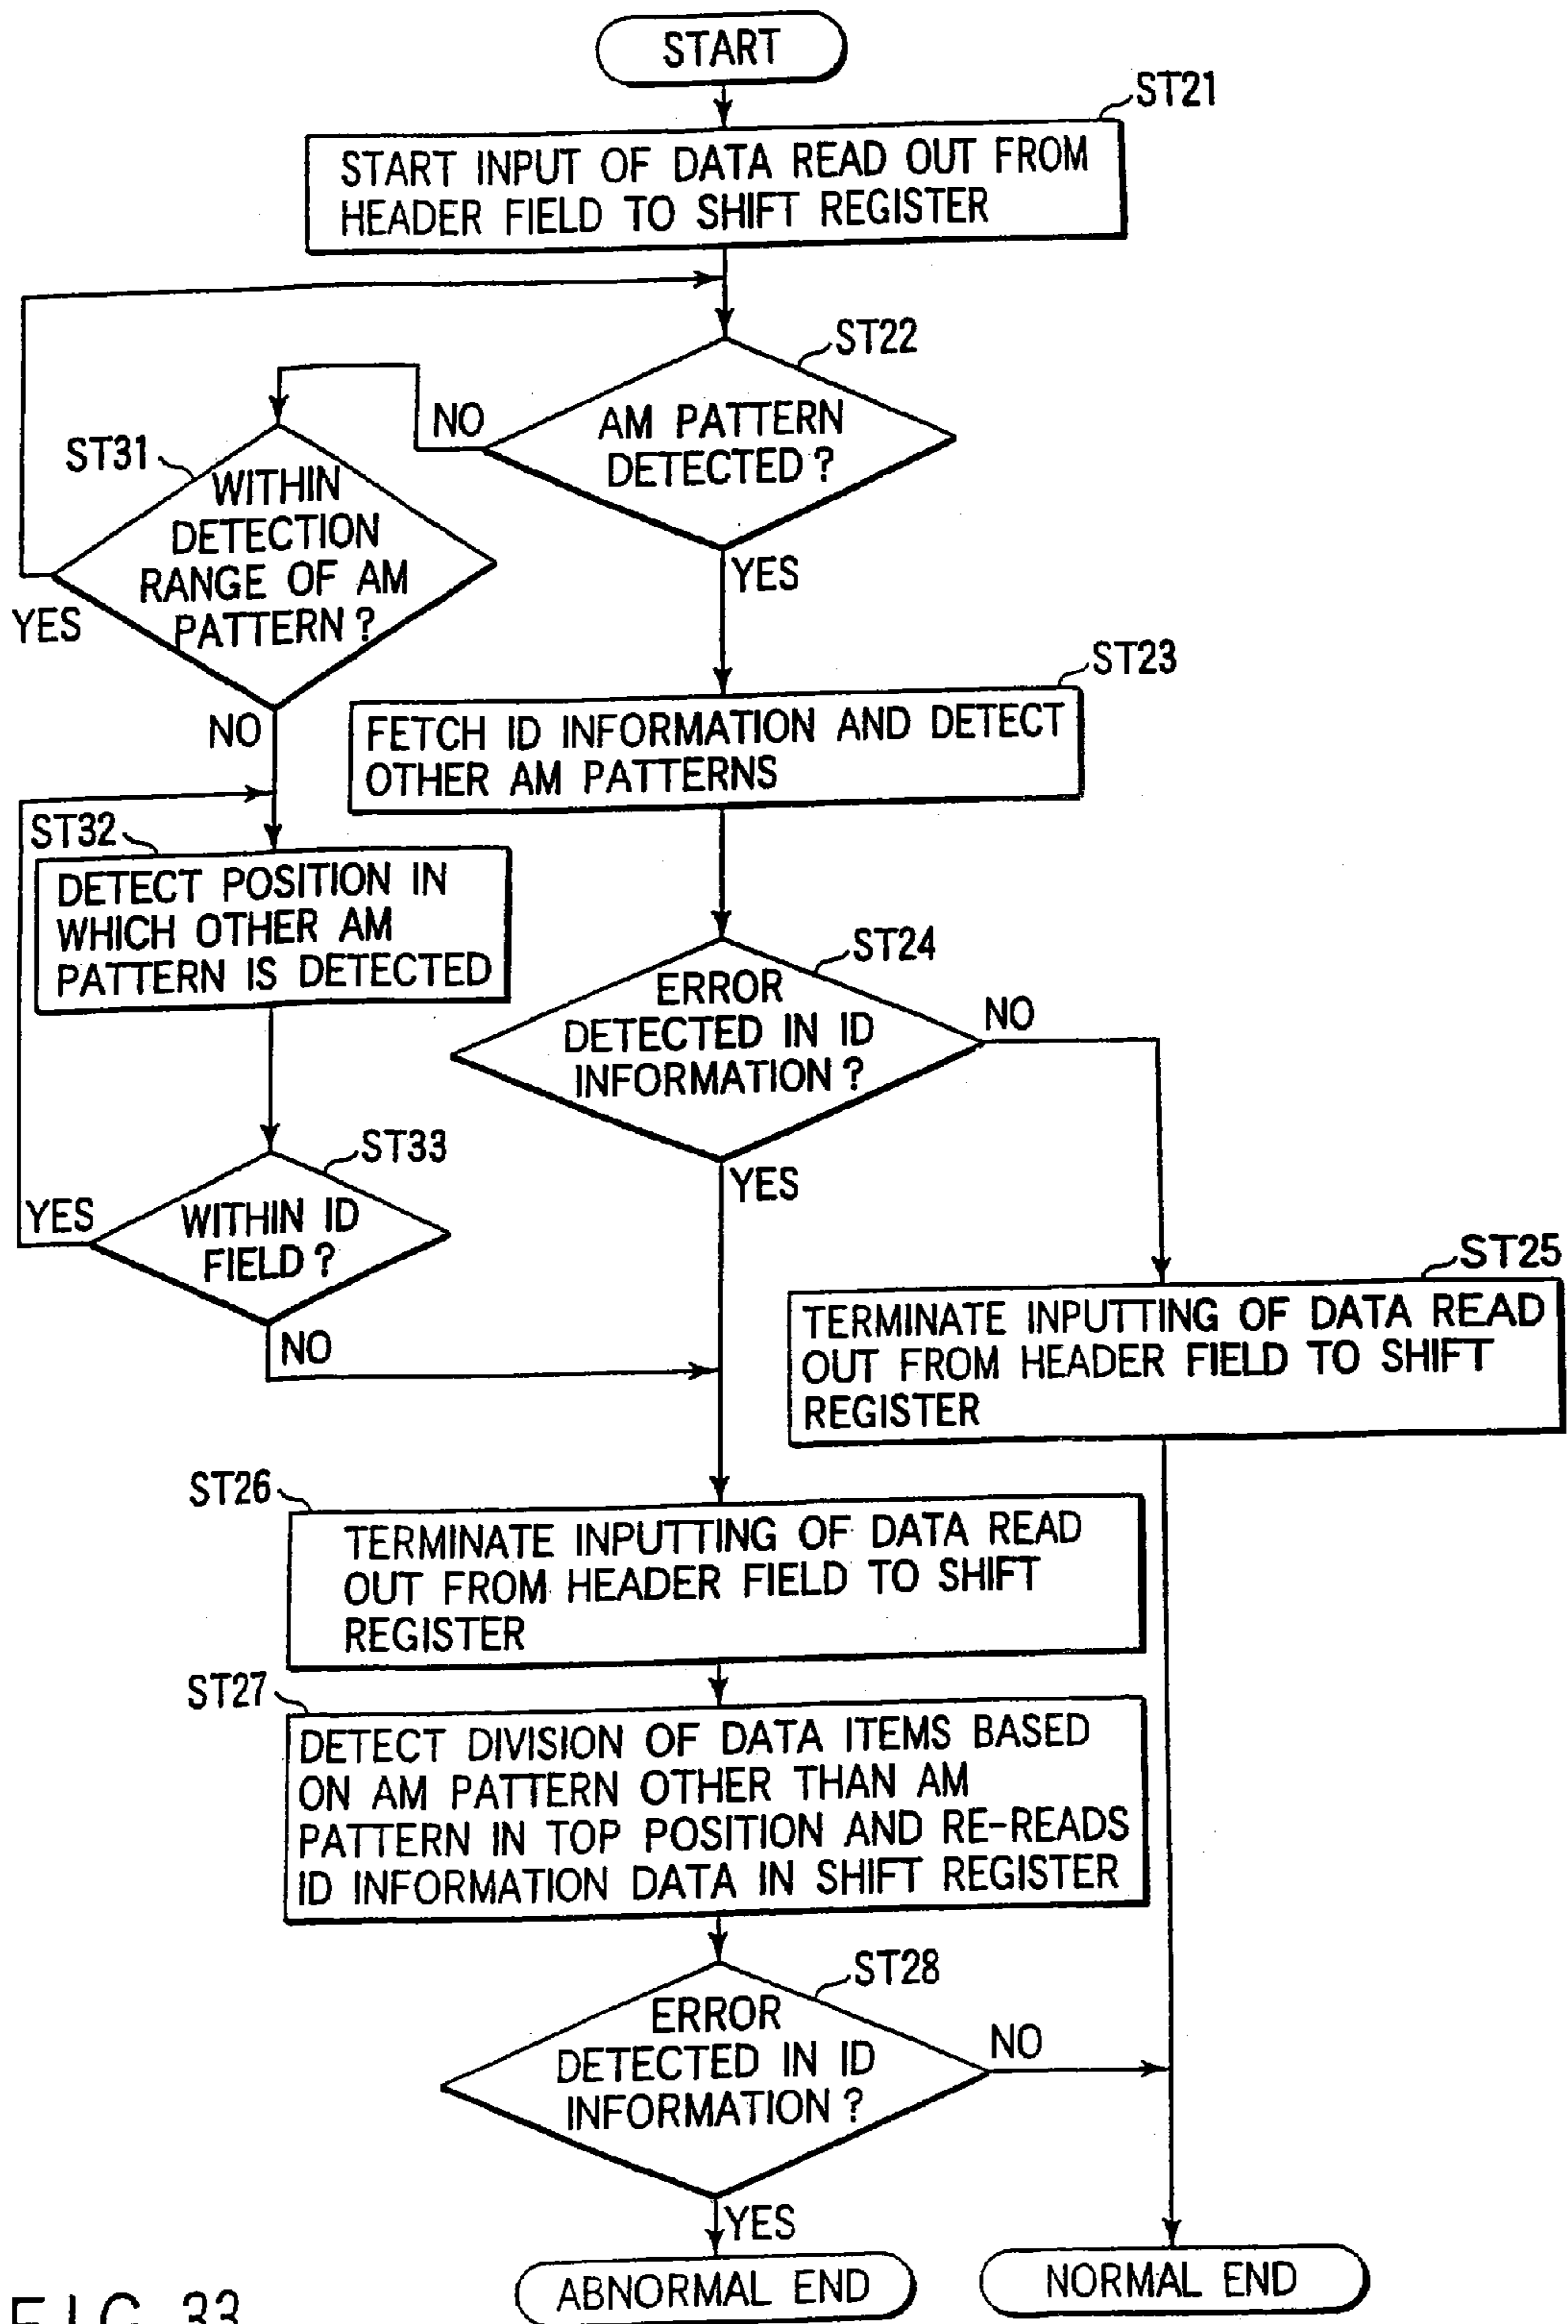 START
ST21
START INPUT OF DATA READ OUT FROM
HEADER FIELD TO SHIFT REGISTER
ST22
AM PATTERN
DETECTED?
NO
YES
ST31
WITHIN
DETECTION
RANGE OF AM
PATTERN?
YES
NO
ST23
FETCH ID INFORMATION AND DETECT
OTHER AM PATTERNS
ST32
DETECT POSITION IN
WHICH OTHER AM
PATTERN IS DETECTED
ST24
ERROR
DETECTED IN ID
INFORMATION?
NO
YES
ST33
WITHIN ID
FIELD?
YES
NO
ST25
TERMINATE INPUTTING OF DATA READ
OUT FROM HEADER FIELD TO SHIFT
REGISTER
ST26
TERMINATE INPUTTING OF DATA READ
OUT FROM HEADER FIELD TO SHIFT
REGISTER
ST27
DETECT DIVISION OF DATA ITEMS BASED
ON AM PATTERN OTHER THAN AM
PATTERN IN TOP POSITION AND RE-READS
ID INFORMATION DATA IN SHIFT REGISTER
ST28
ERROR
DETECTED IN ID
INFORMATION?
NO
YES
ABNORMAL END
NORMAL END
FIG. 33